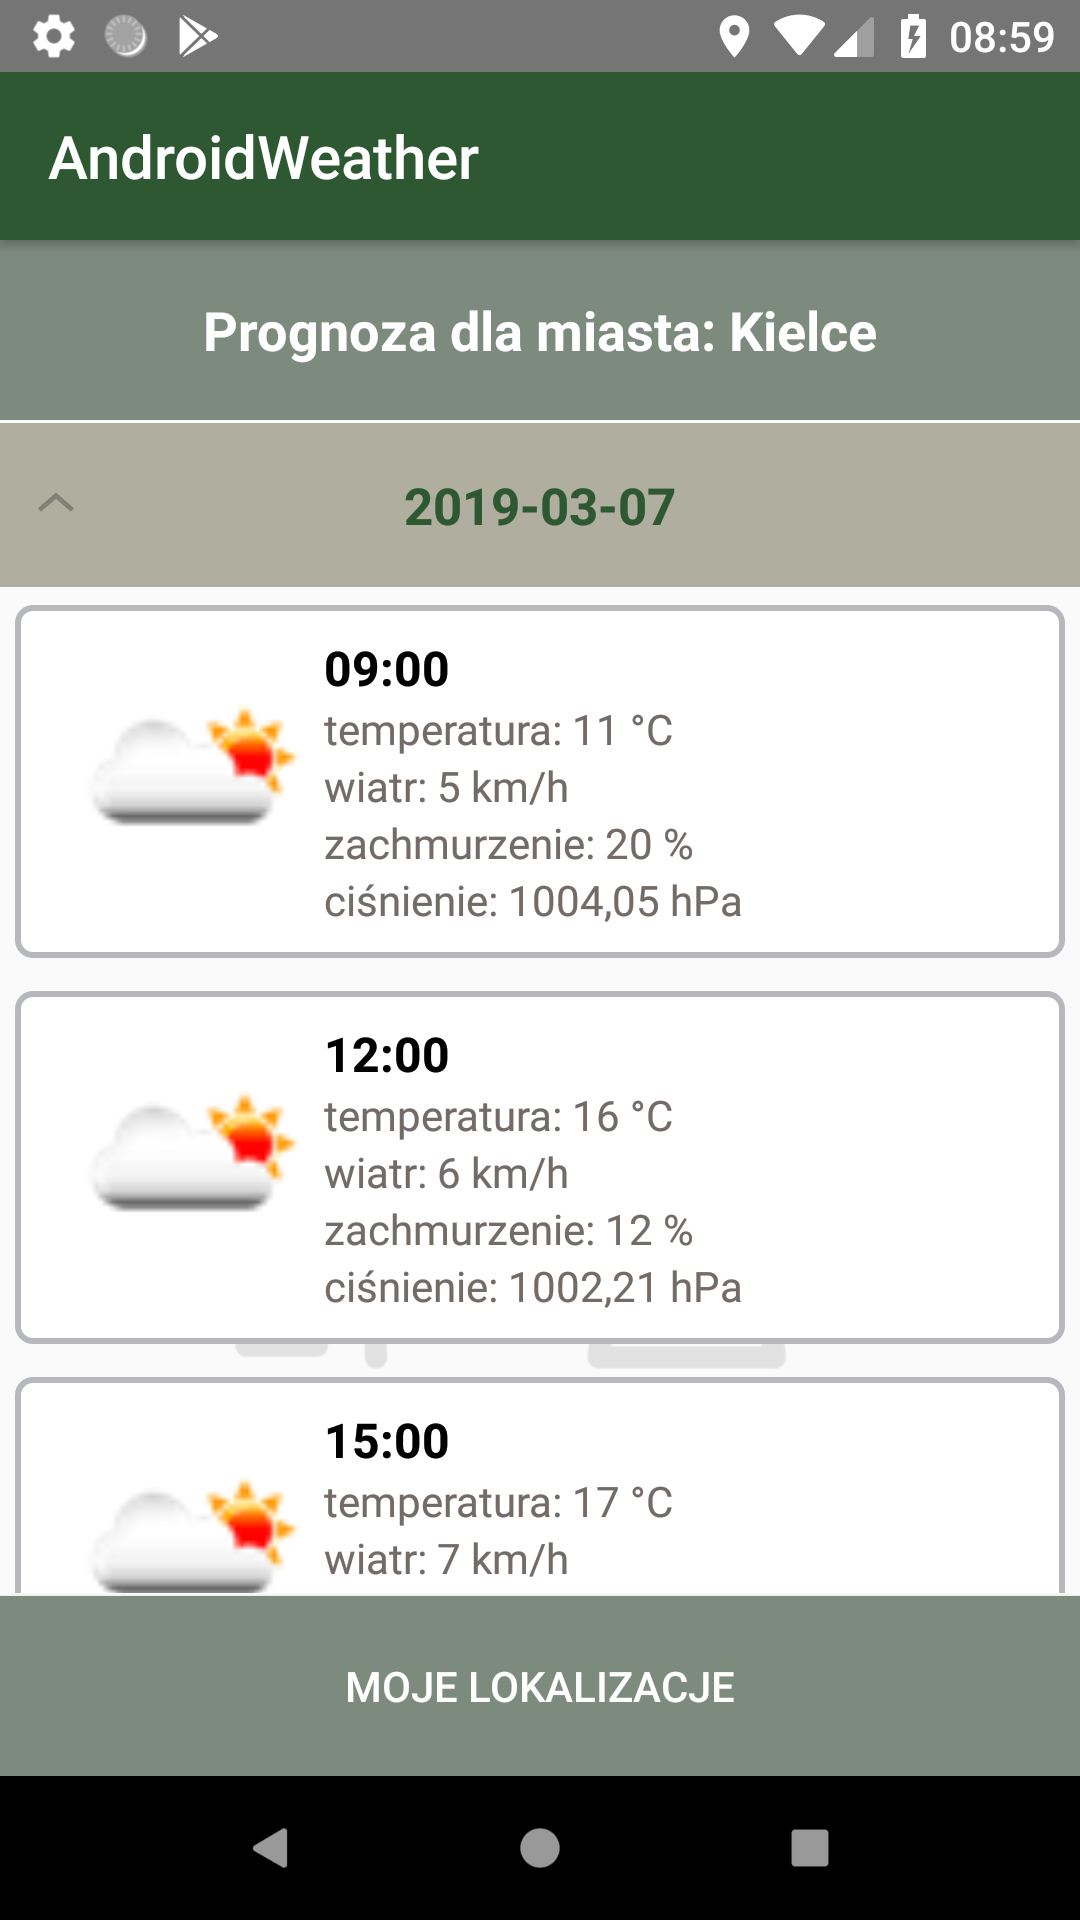 08:59
AndroidWeather
Prognoza dla miasta: Kielce
2019-03-07
09:00
temperatura: 11 °C
wiatr: 5 km/h
zachmurzenie: 20 %
ciśnienie: 1004,05 hPa
12:00
temperatura: 16 °C
wiatr: 6 km/h
zachmurzenie: 12 %
ciśnienie: 1002,21 hPa
15:00
temperatura: 17 °C
wiatr: 7 km/h
MOJE LOKALIZACJE